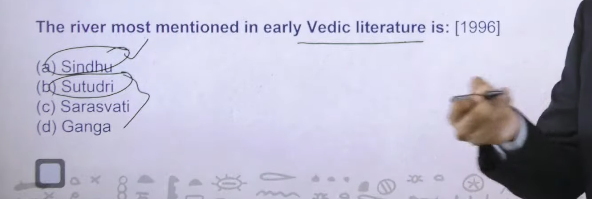 The river most mentioned in early Vedic literature is: [1996]
(a) Sindhu
(b) Sutudri
(c) Sarasvati
(d) Ganga